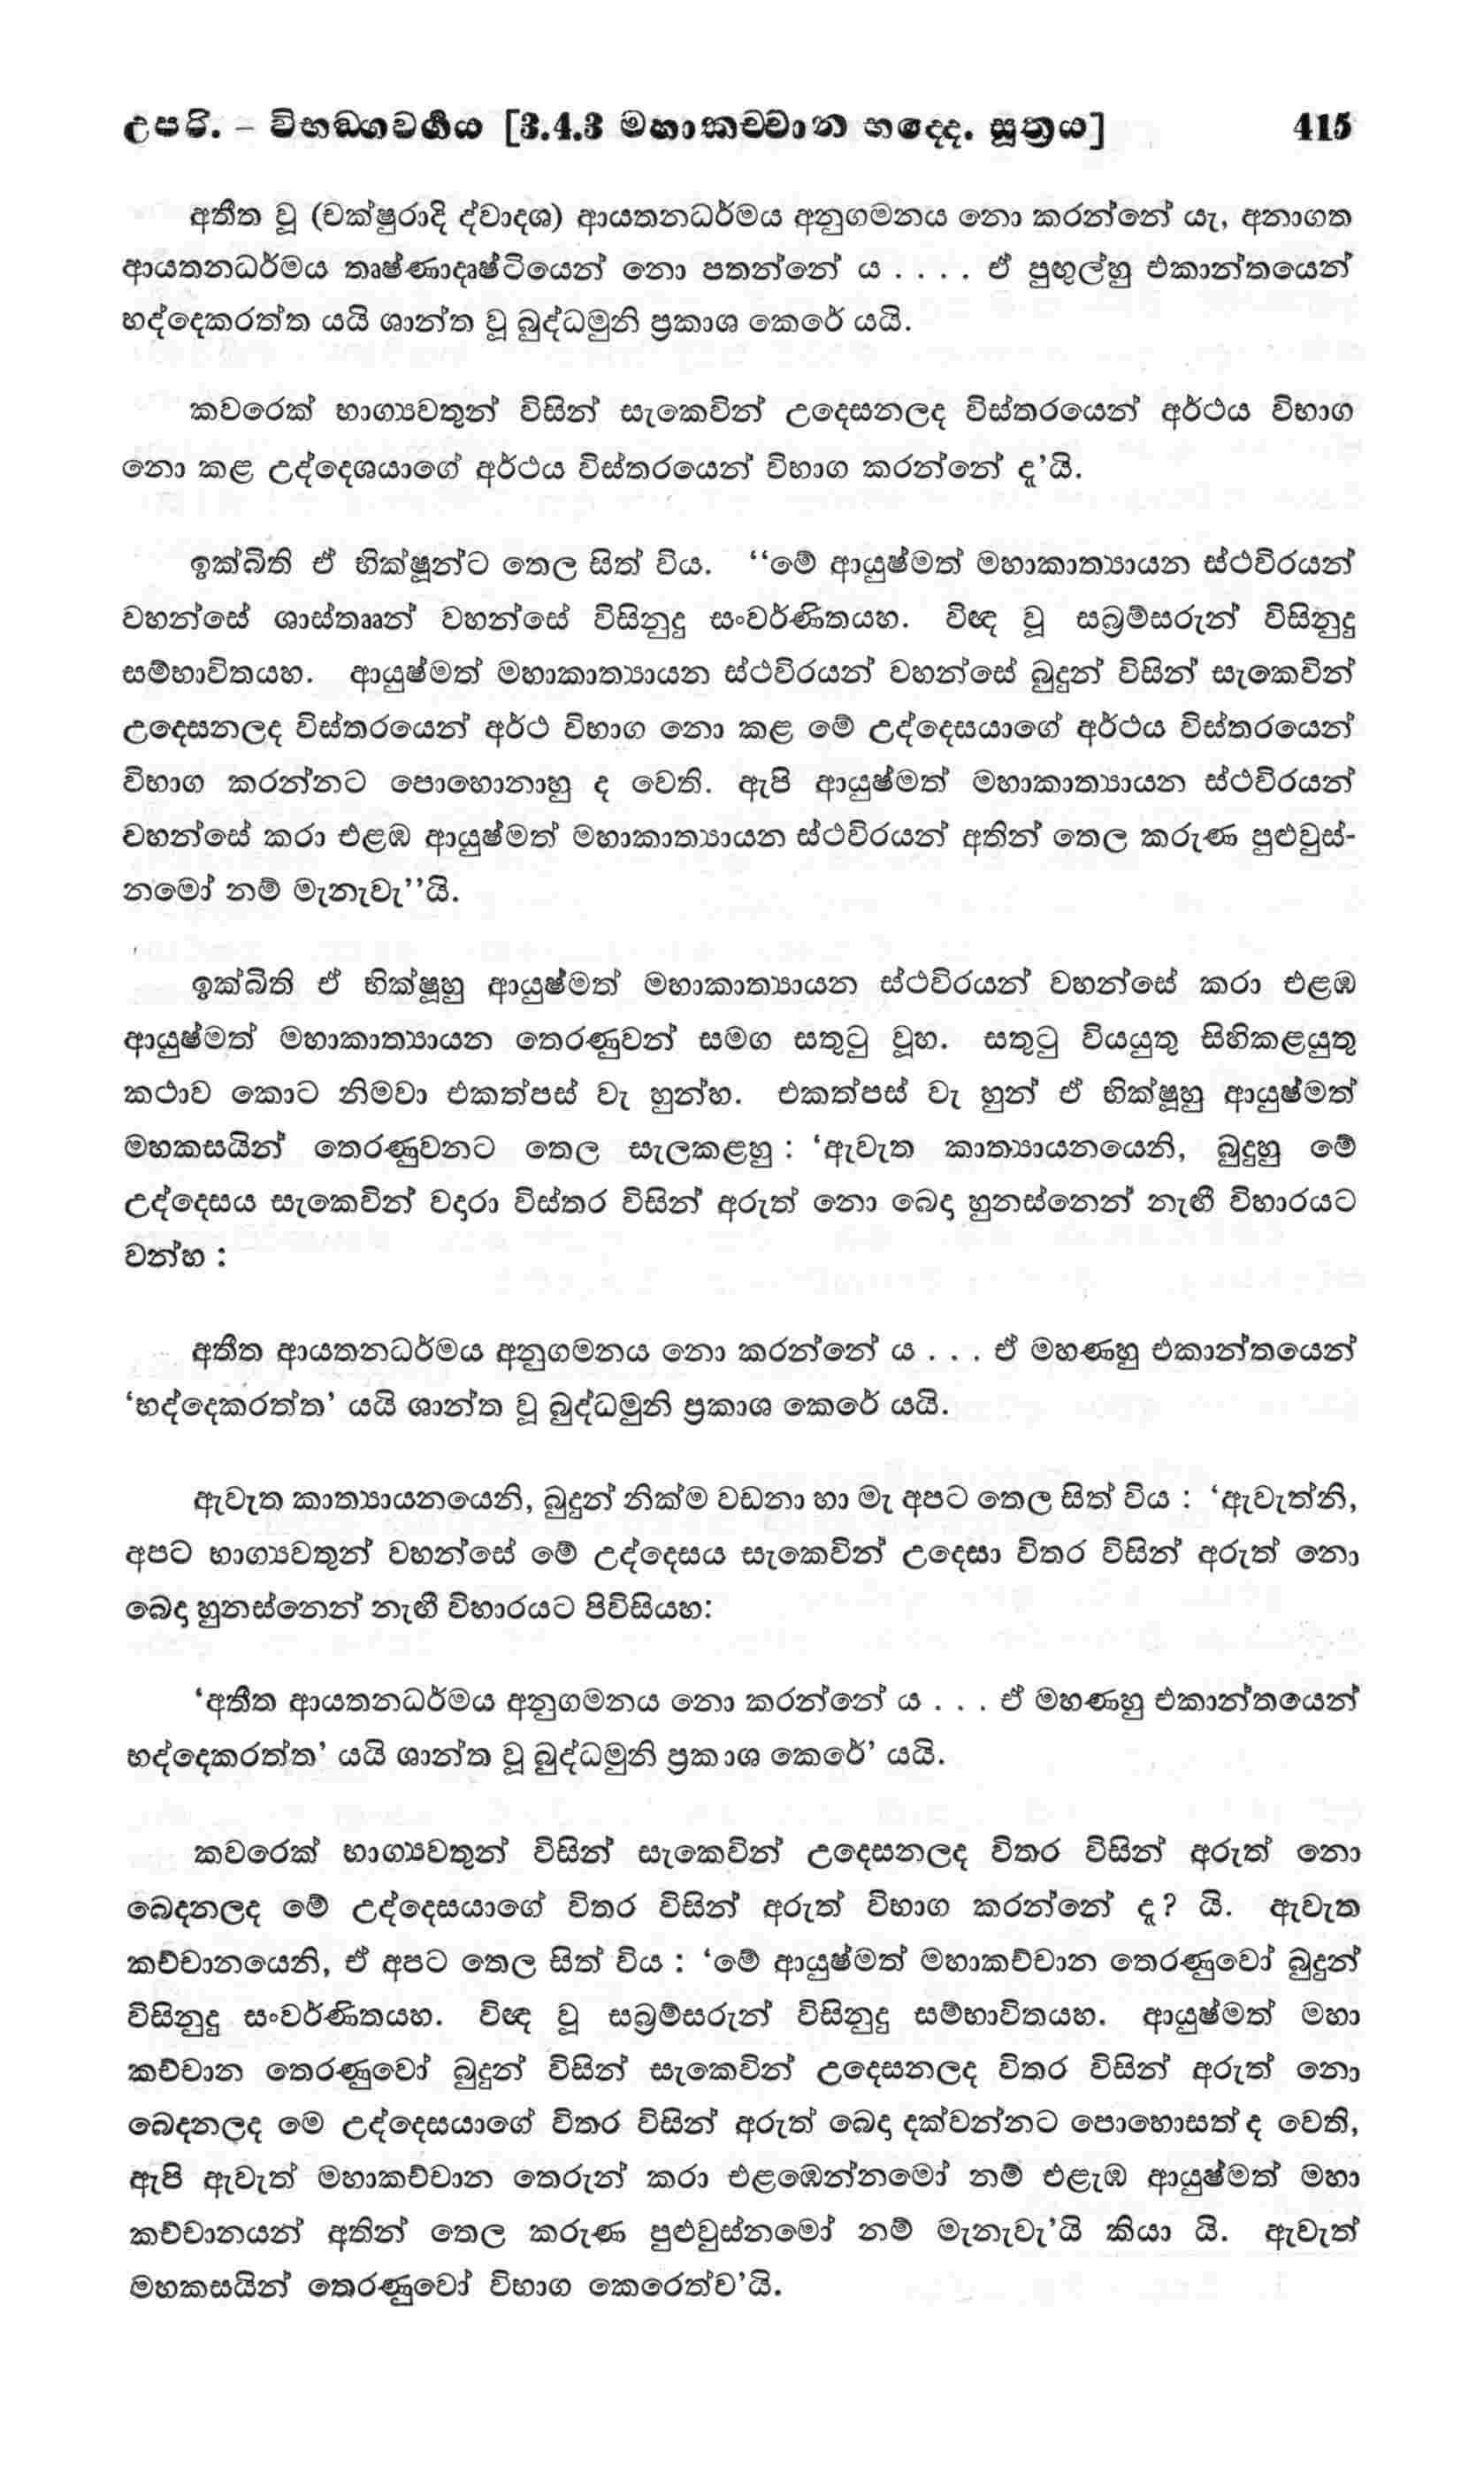 උපරි. – විභඞ්ගවර්‍ගය [3.4.3 මහාකච්චාන භද්දෙ. සූත්‍රය] 415
අතීත වූ (චක්ෂුරාදි ද්වාදශ) ආයතනධර්මය අනුගමනය නො කරන්නේ යැ, අනාගත
ආයතනධර්මය තෘෂ්ණාදෘෂ්ටියෙන් නො පතන්නේ ය . . . . ඒ පුඟුල්හු එකාන්තයෙන්
භද්දෙකරත්ත යයි ශාන්ත වූ බුද්ධමුනි ප්‍රකාශ කෙරේ යයි.
කවරෙක් භාග්‍යවතුන් විසින් සැකෙවින් උදෙසනලද විස්තරයෙන් අර්ථය විභාග
නො කළ උද්දෙශයාගේ අර්ථය විස්තරයෙන් විභාග කරන්නේ ද’යි.
ඉක්බිති ඒ භික්ෂූන්ට තෙල සිත් විය. “මේ ආයුෂ්මත් මහාකාත්‍යායන ස්ථවිරයන්
වහන්සේ ශාස්තෲන් වහන්සේ විසිනුදු සංවර්ණිතයහ. විඥ වූ සබ්‍රම්සරුන් විසිනුදු
සම්භාවිතයහ. ආයුෂ්මත් මහාකාත්‍යායන ස්ථවිරයන් වහන්සේ බුදුන් විසින් සැකෙවින්
උදෙසනලද විස්තරයෙන් අර්ථ විභාග නො කළ මේ උද්දෙසයාගේ අර්ථය විස්තරයෙන්
විභාග කරන්නට පොහොනාහු ද වෙති. ඇපි ආයුෂ්මත් මහාකාත්‍යායන ස්ථවිරයන්
වහන්සේ කරා එළඹ ආයුෂ්මත් මහාකාත්‍යායන ස්ථවිරයන් අතින් තෙල කරුණ පුළුවුස්-
නමෝ නම් මැනැවැ”යි.
ඉක්බිති ඒ භික්ෂූහු ආයුෂ්මත් මහාකාත්‍යායන ස්ථවිරයන් වහන්සේ කරා එළඹ
ආයුෂ්මත් මහාකාත්‍යායන තෙරණුවන් සමග සතුටු වූහ. සතුටු වියයුතු සිහිකළයුතු
කථාව කොට නිමවා එකත්පස් වැ හුන්හ. එකත්පස් වැ හුන් ඒ භික්ෂූහු ආයුෂ්මත්
මහකසයින් තෙරණුවනට තෙල සැලකළහු : ‘ඇවැත කාත්‍යායනයෙනි, බුදුහු මේ
උද්දෙසය සැකෙවින් වදාරා විස්තර විසින් අරුත් නො බෙදා හුනස්නෙන් නැඟී විහාරයට
වන්හ :
අතීත ආයතනධර්මය අනුගමනය නො කරන්නේ ය . . . ඒ මහණහු එකාන්තයෙන්
‘භද්දෙකරත්ත’ යයි ශාන්ත වූ බුද්ධමුනි ප්‍රකාශ කෙරේ යයි.
ඇවැත කාත්‍යායනයෙනි, බුදුන් නික්ම වඩනා හා මැ අපට තෙල සිත් විය : ‘ඇවැත්නි,
අපට භාග්‍යවතුන් වහන්සේ මේ උද්දෙසය සැකෙවින් උදෙසා විතර විසින් අරුත් නො
බෙදා හුනස්නෙන් නැඟී විහාරයට පිවිසියහ:
‘අතීත ආයතනධර්මය අනුගමනය නො කරන්නේ ය . . . ඒ මහණහු එකාන්තයෙන්
භද්දෙකරත්ත’ යයි ශාන්ත වූ බුද්ධමුනි ප්‍රකාශ කෙරේ’ යයි.
කවරෙක් භාග්‍යවතුන් විසින් සැකෙවින් උදෙසනලද විතර විසින් අරුත් නො
බෙදනලද මේ උද්දෙසයාගේ විතර විසින් අරුත් විභාග කරන්නේ ද? යි. ඇවැත
කච්චානයෙනි, ඒ අපට තෙල සිත් විය : ‘මේ ආයුෂ්මත් මහාකච්චාන තෙරණුවෝ බුදුන්
විසිනුදු සංවර්ණිතයහ. විඥ වූ සබ්‍රම්සරුන් විසිනුදු සම්භාවිතයහ. ආයුෂ්මත් මහා
කච්චාන තෙරණුවෝ බුදුන් විසින් සැකෙවින් උදෙසනලද විතර විසින් අරුත් නො
බෙදනලද මෙ උද්දෙසයාගේ විතර විසින් අරුත් බෙදා දක්වන්නට පොහොසත් ද වෙති,
ඇපි ඇවැත් මහාකච්චාන තෙරුන් කරා එළඹෙන්නමෝ නම් එළැඹ ආයුෂ්මත් මහා
කච්චානයන් අතින් තෙල කරුණ පුළුවුස්නමෝ නම් මැනැවැ’යි කියා යි. ඇවැත්
මහකසයින් තෙරණුවෝ විභාග කෙරෙත්ව’යි.